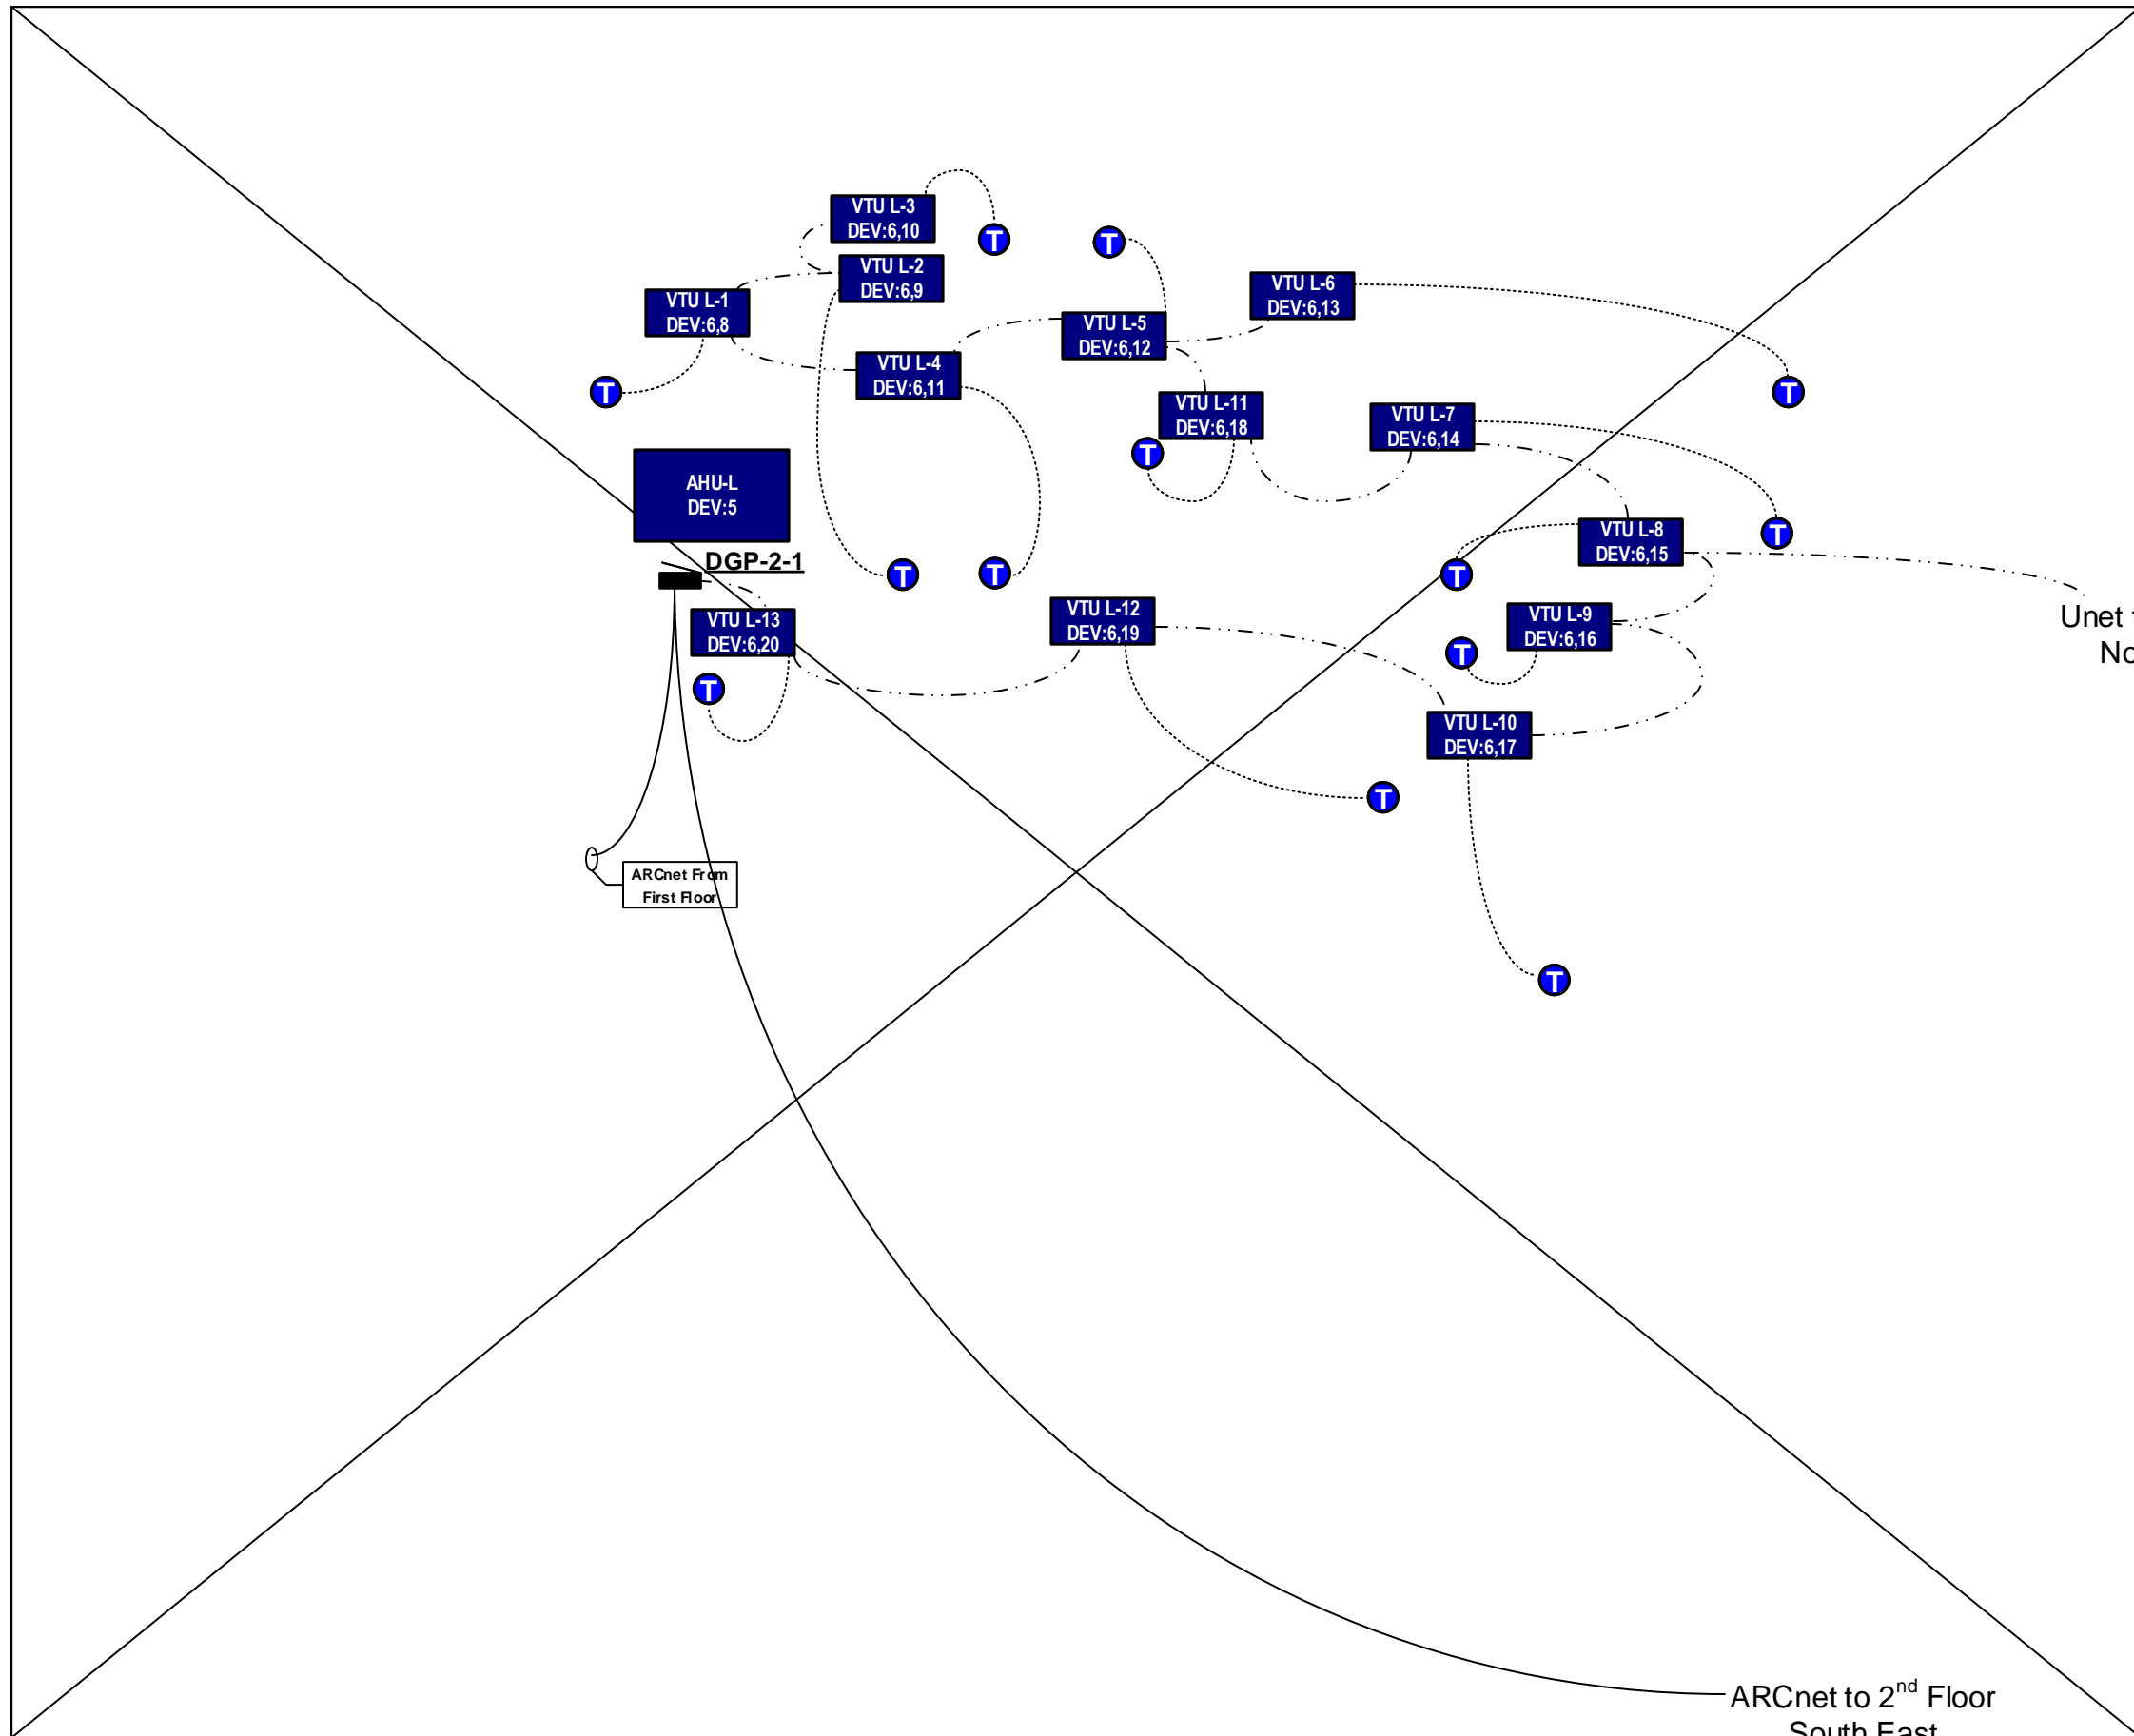 VTU L-3
DEV:6,10
T
T
VTU L-2
DEV:6,9
VTU L-6
DEV:6,13
VTU L-1
DEV:6,8
VTU L-5
DEV:6,12
VTU L-4
DEV:6,11
T
T
VTU L-11
DEV:6,18
VTU L-7
DEV:6,14
T
AHU-L
DEV:5
VTU L-8
DEV:6,15
T
DGP-2-1
T
T
T
VTU L-13
DEV:6,20
VTU L-12
DEV:6,19
VTU L-9
DEV:6,16
Unet
No
T
T
VTU L-10
DEV:6,17
T
ARCnet From
First Floor
T
ARCnet to 2nd Floor
South East